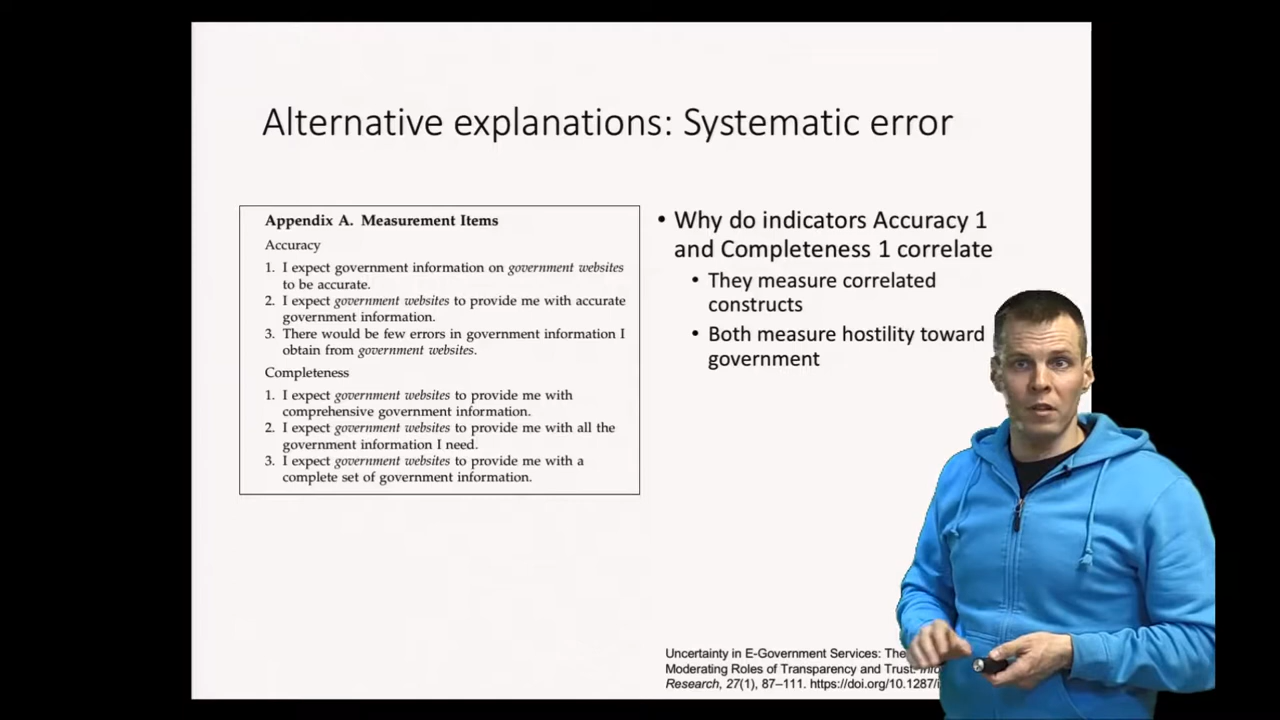 Alternative explanations: Systematic error
Appendix A. Measurement Items
Accuracy
1. I expect government information on government websites
to be accurate.
2. I expect government websites to provide me with accurate
government information.
3. There would be few errors in government information I
obtain from government websites.
Completeness
1. I expect government websites to provide me with
comprehensive government information.
2. I expect government websites to provide me with all the
government information I need.
3. I expect government websites to provide me with a
complete set of government information.
• Why do indicators Accuracy 1
and Completeness 1 correlate
• They measure correlated
constructs
• Both measure hostility toward
government
Uncertainty in E-Government Services: The
Moderating Roles of Transparency and Trust.
Research, 27(1), 87–111. https://doi.org/10.1287/